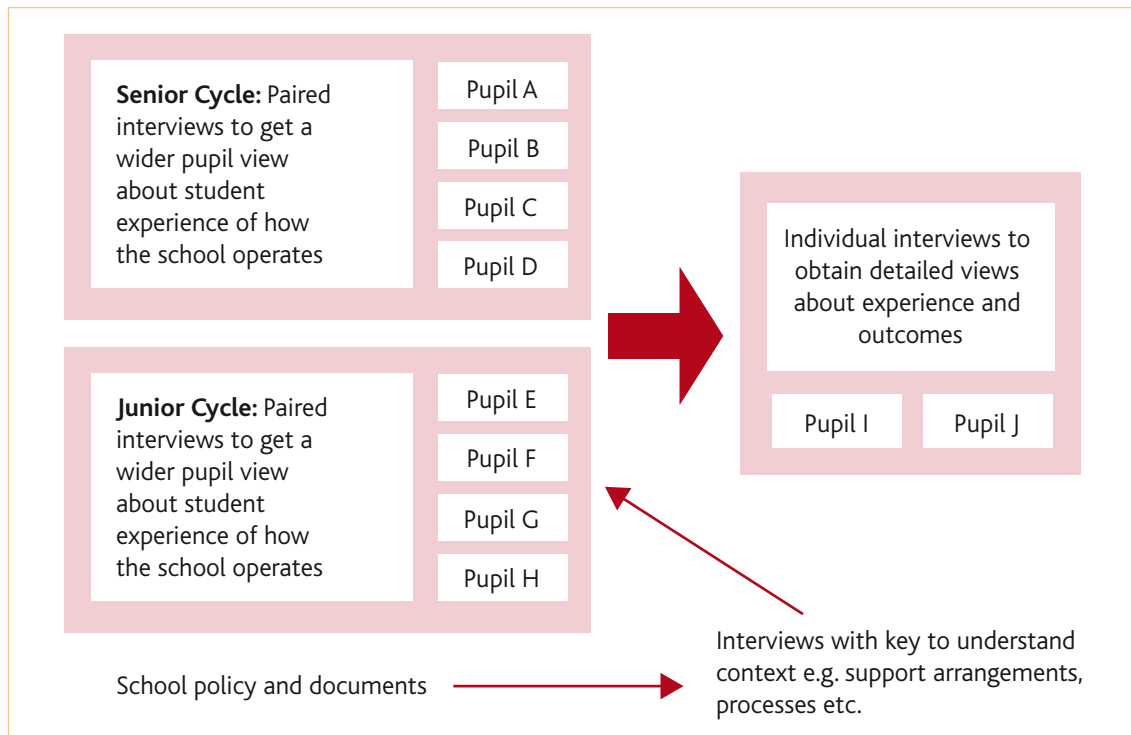 Senior Cycle: Paired
interviews to get a
wider pupil view
about student
experience of how
the school operates
Pupil A
Pupil B
Pupil C
Pupil D
Junior Cycle: Paired
interviews to get a
wider pupil view
about student
experience of how
the school operates
Pupil E
Pupil F
Pupil G
Pupil H
Individual interviews to
obtain detailed views
about experience and
outcomes
Pupil I
Pupil J
School policy and documents
Interviews with key to understand
context e.g. support arrangements,
processes etc.